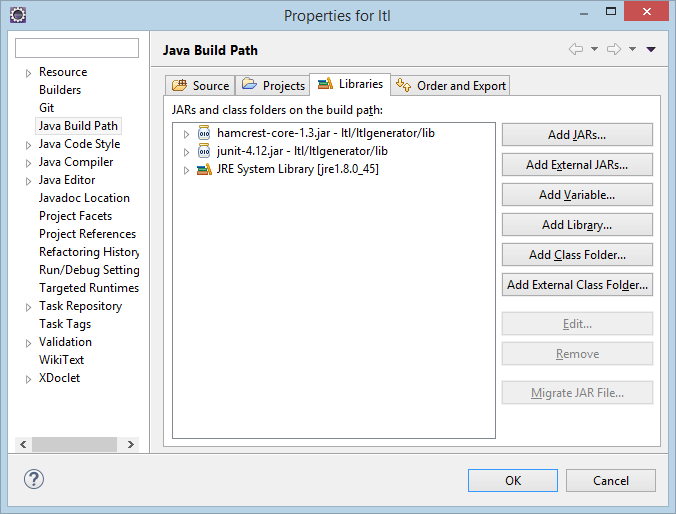 Properties for ltl
Java Build Path
Resource
Builders
Git
Java Build Path
Java Code Style
Java Compiler
Java Editor
Javadoc Location
Project Facets
Project References
Refactoring History
Run/Debug Setting
Targeted Runtimes
Task Repository
Task Tags
Validation
WikiText
XDoclet
Source Projects Libraries Order and Export
JARs and class folders on the build path:
hamcrest-core-1.3.jar - ltl/ltlgenerator/lib
junit-4.12.jar - ltl/ltlgenerator/lib
JRE System Library [jre1.8.0_45]
Add JARs...
Add External JARs...
Add Variable...
Add Library...
Add Class Folder...
Add External Class Folder...
Edit...
Remove
Migrate JAR File...
?
OK Cancel